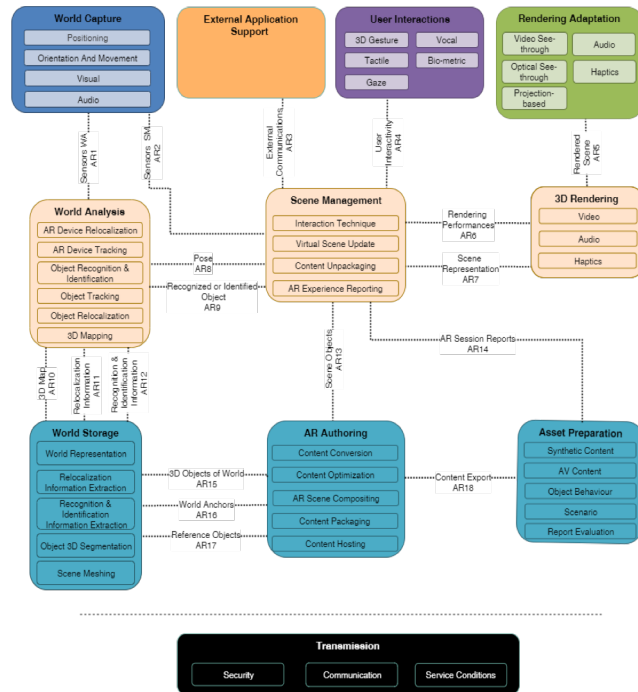 World Capture
Positioning
Orientation And Movement
Visual
Audio
External Application
Support
User Interactions
3D Gesture
Vocal
Tactile
Bio-metric
Gaze
Rendering Adaptation
Video See-
through
Audio
Optical See-
through
Haptics
Projection-
based
Sensors WA
AR1
Sensors SM
AR2
External
Communications
AR3
User
Interactivity
AR4
Rendered
Scene
AR5
World Analysis
AR Device Relocalization
AR Device Tracking
Object Recognition &
Identification
Object Tracking
Object Relocalization
3D Mapping
Scene Management
Interaction Technique
Virtual Scene Update
Content Unpackaging
AR Experience Reporting
3D Rendering
Video
Audio
Haptics
Rendering
Performances
AR6
Scene
Representation
AR7
Pose
AR8
Recognized or Identified
Object
AR9
3D Map
AR10
Relocalization
Information
AR11
Recognition &
Identification
Information
AR12
Scene Objects
AR13
AR Session Reports
AR14
World Storage
World Representation
Relocalization
Information Extraction
Recognition &
Identification
Information Extraction
Object 3D Segmentation
Scene Meshing
3D Objects of World
AR15
World Anchors
AR16
Reference Objects
AR17
AR Authoring
Content Conversion
Content Optimization
AR Scene Compositing
Content Packaging
Content Hosting
Content Export
AR18
Asset Preparation
Synthetic Content
AV Content
Object Behaviour
Scenario
Report Evaluation
Transmission
Security
Communication
Service Conditions